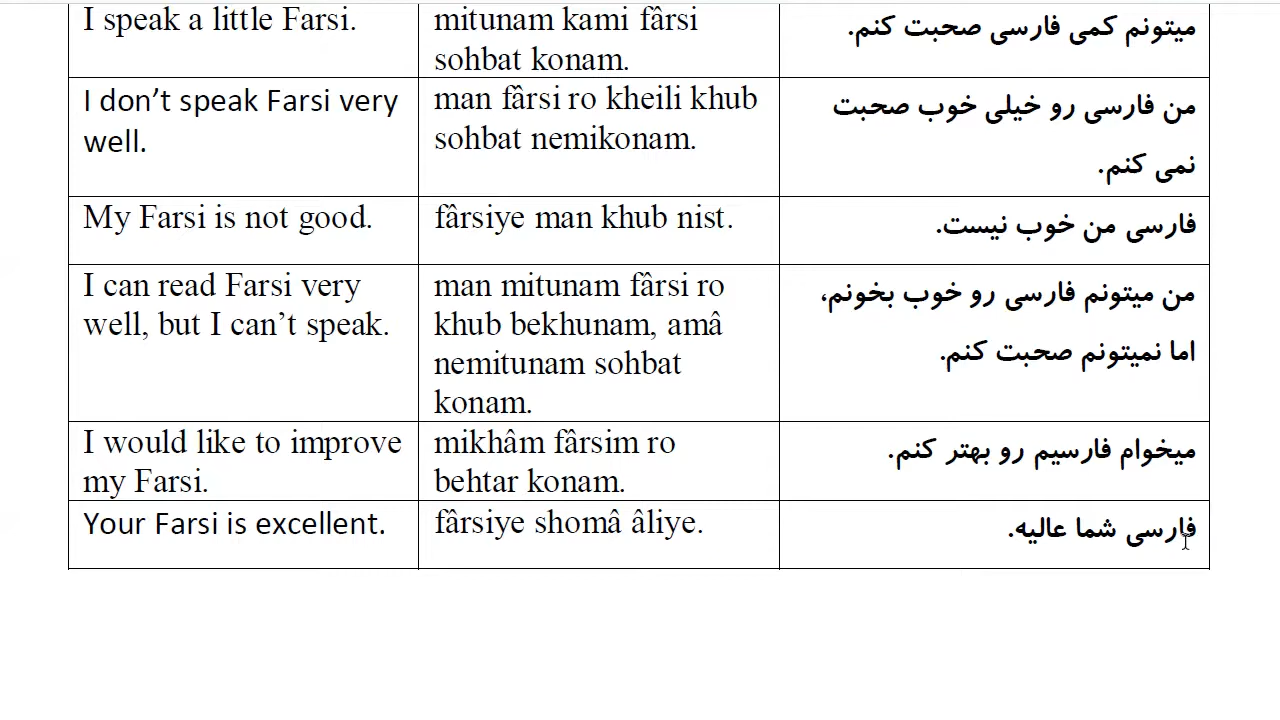 I speak a little Farsi.
mitunam kami fârsi
sohbat konam.
میتونم کمی فارسی صحبت کنم.
I don’t speak Farsi very
well.
man fârsi ro kheili khub
sohbat nemikonam.
من فارسی رو خیلی خوب صحبت
نمی کنم.
My Farsi is not good.
fârsiye man khub nist.
فارسی من خوب نیست.
I can read Farsi very
well, but I can’t speak.
man mitunam fârsi ro
khub bekhunam, amâ
nemitunam sohbat
konam.
من میتونم فارسی رو خوب بخونم،
اما نمیتونم صحبت کنم.
I would like to improve
my Farsi.
mikhâm fârsim ro
behtar konam.
میخوام فارسیم رو بهتر کنم.
Your Farsi is excellent.
fârsiye shomâ âliye.
فارسی شما عالیه.